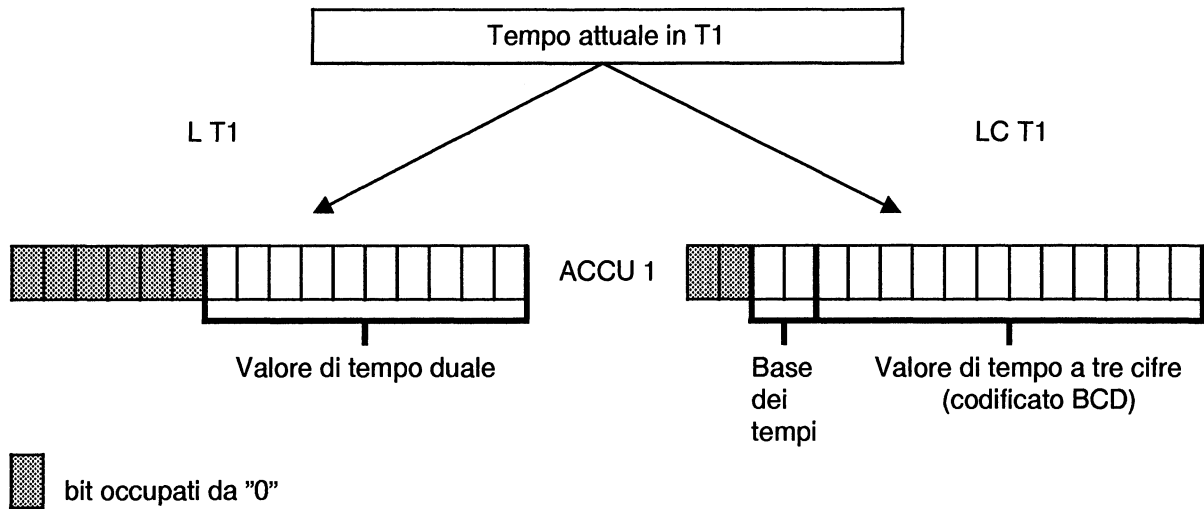 Tempo attuale in T1
L T1
LC T1
ACCU 1
Valore di tempo duale
Base
dei
tempi
Valore di tempo a tre cifre
(codificato BCD)
bit occupati da ”0”